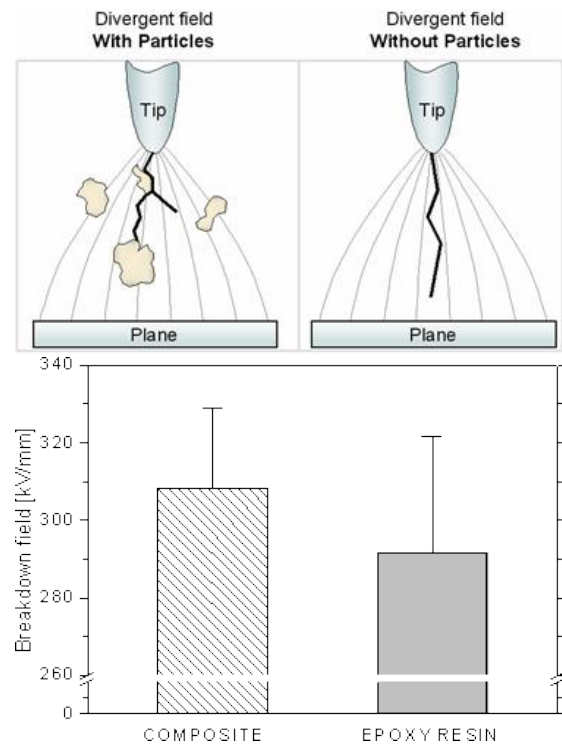 Divergent field
With Particles
Divergent field
Without Particles
Tip
Tip
Plane
Plane
340
320
300
280
260
0
Breakdown field [kV/mm]
COMPOSITE
EPOXY RESIN